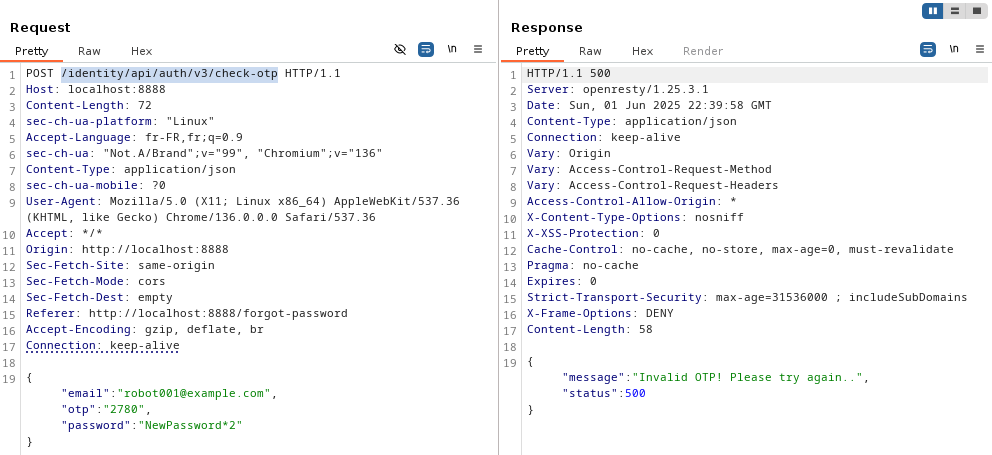 Request
Pretty Raw Hex \n
1 POST /identity/api/auth/v3/check-otp HTTP/1.1
2 Host: localhost:8888
3 Content-Length: 72
4 sec-ch-ua-platform: "Linux"
5 Accept-Language: fr-FR,fr;q=0.9
6 sec-ch-ua: "Not.A/Brand";v="99", "Chromium";v="136"
7 Content-Type: application/json
8 sec-ch-ua-mobile: ?0
9 User-Agent: Mozilla/5.0 (X11; Linux x86_64) AppleWebKit/537.36
(KHTML, like Gecko) Chrome/136.0.0.0 Safari/537.36
10 Accept: */*
11 Origin: http://localhost:8888
12 Sec-Fetch-Site: same-origin
13 Sec-Fetch-Mode: cors
14 Sec-Fetch-Dest: empty
15 Referer: http://localhost:8888/forgot-password
16 Accept-Encoding: gzip, deflate, br
17 Connection: keep-alive
18
19 {
"email":"robot001@example.com",
"otp":"2780",
"password":"NewPassword*2"
}
Response
Pretty Raw Hex Render \n
1 HTTP/1.1 500
2 Server: openresty/1.25.3.1
3 Date: Sun, 01 Jun 2025 22:39:58 GMT
4 Content-Type: application/json
5 Connection: keep-alive
6 Vary: Origin
7 Vary: Access-Control-Request-Method
8 Vary: Access-Control-Request-Headers
9 Access-Control-Allow-Origin: *
10 X-Content-Type-Options: nosniff
11 X-XSS-Protection: 0
12 Cache-Control: no-cache, no-store, max-age=0, must-revalidate
13 Pragma: no-cache
14 Expires: 0
15 Strict-Transport-Security: max-age=31536000 ; includeSubDomains
16 X-Frame-Options: DENY
17 Content-Length: 58
18
19 {
"message":"Invalid OTP! Please try again..",
"status":500
}